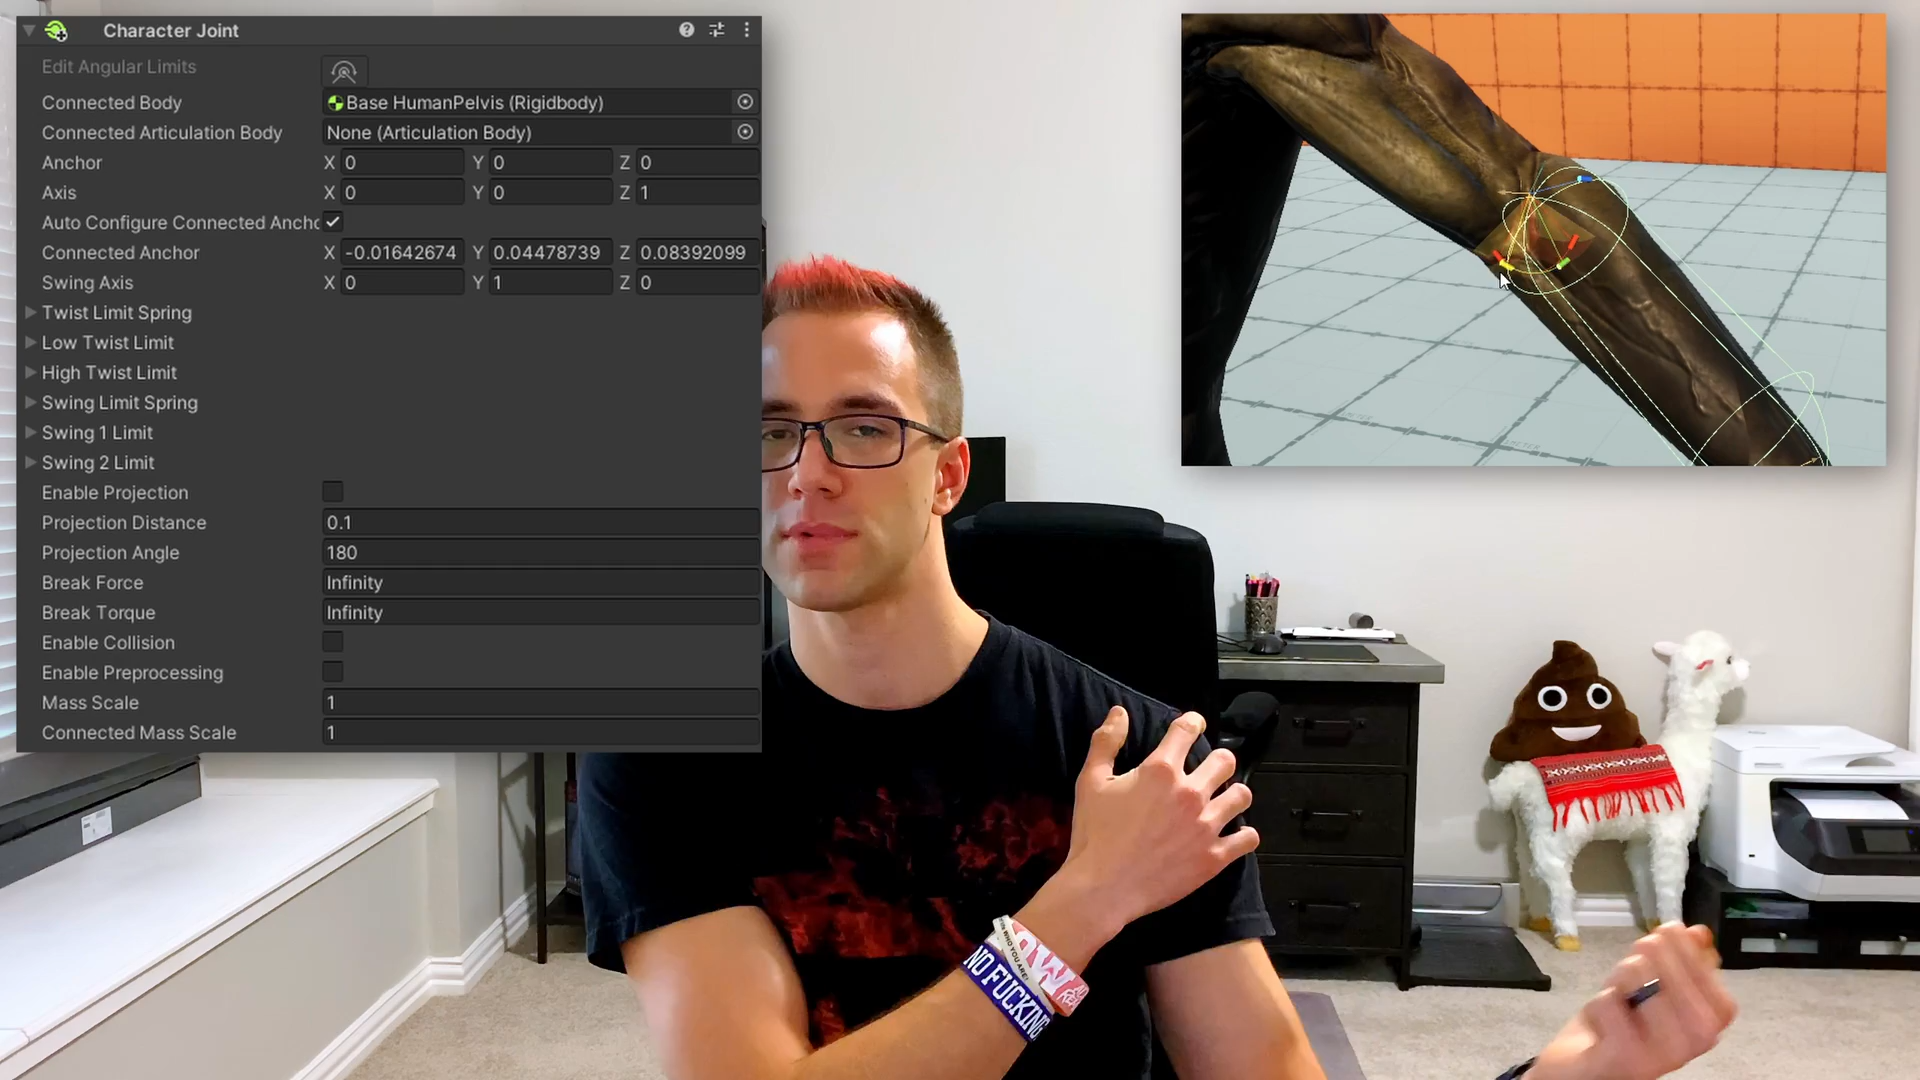 Character Joint
Edit Angular Limits
Connected Body Base HumanPelvis (Rigidbody)
Connected Articulation Body None (Articulation Body)
Anchor X 0 Y 0 Z 0
Axis X 0 Y 0 Z 1
Auto Configure Connected Ancho
Connected Anchor X -0.01642674 Y 0.04478739 Z 0.08392099
Swing Axis X 0 Y 1 Z 0
Twist Limit Spring
Low Twist Limit
High Twist Limit
Swing Limit Spring
Swing 1 Limit
Swing 2 Limit
Enable Projection
Projection Distance 0.1
Projection Angle 180
Break Force Infinity
Break Torque Infinity
Enable Collision
Enable Preprocessing
Mass Scale 1
Connected Mass Scale 1
WHO YOU ARE!
NO FUCKING